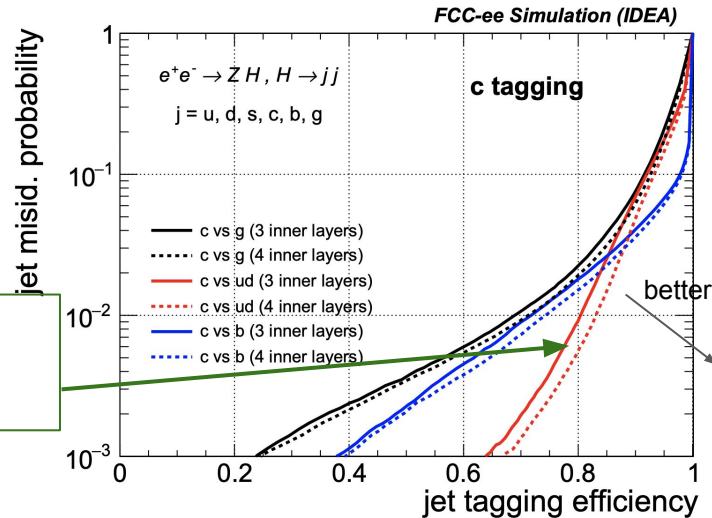 FCC-ee Simulation (IDEA)
jet misid. probability
1
10⁻¹
10⁻²
10⁻³
e⁺e⁻ → Z H , H → j j
j = u, d, s, c, b, g
c tagging
c vs g (3 inner layers)
c vs g (4 inner layers)
c vs ud (3 inner layers)
c vs ud (4 inner layers)
c vs b (3 inner layers)
c vs b (4 inner layers)
better
0 0.2 0.4 0.6 0.8 1
jet tagging efficiency